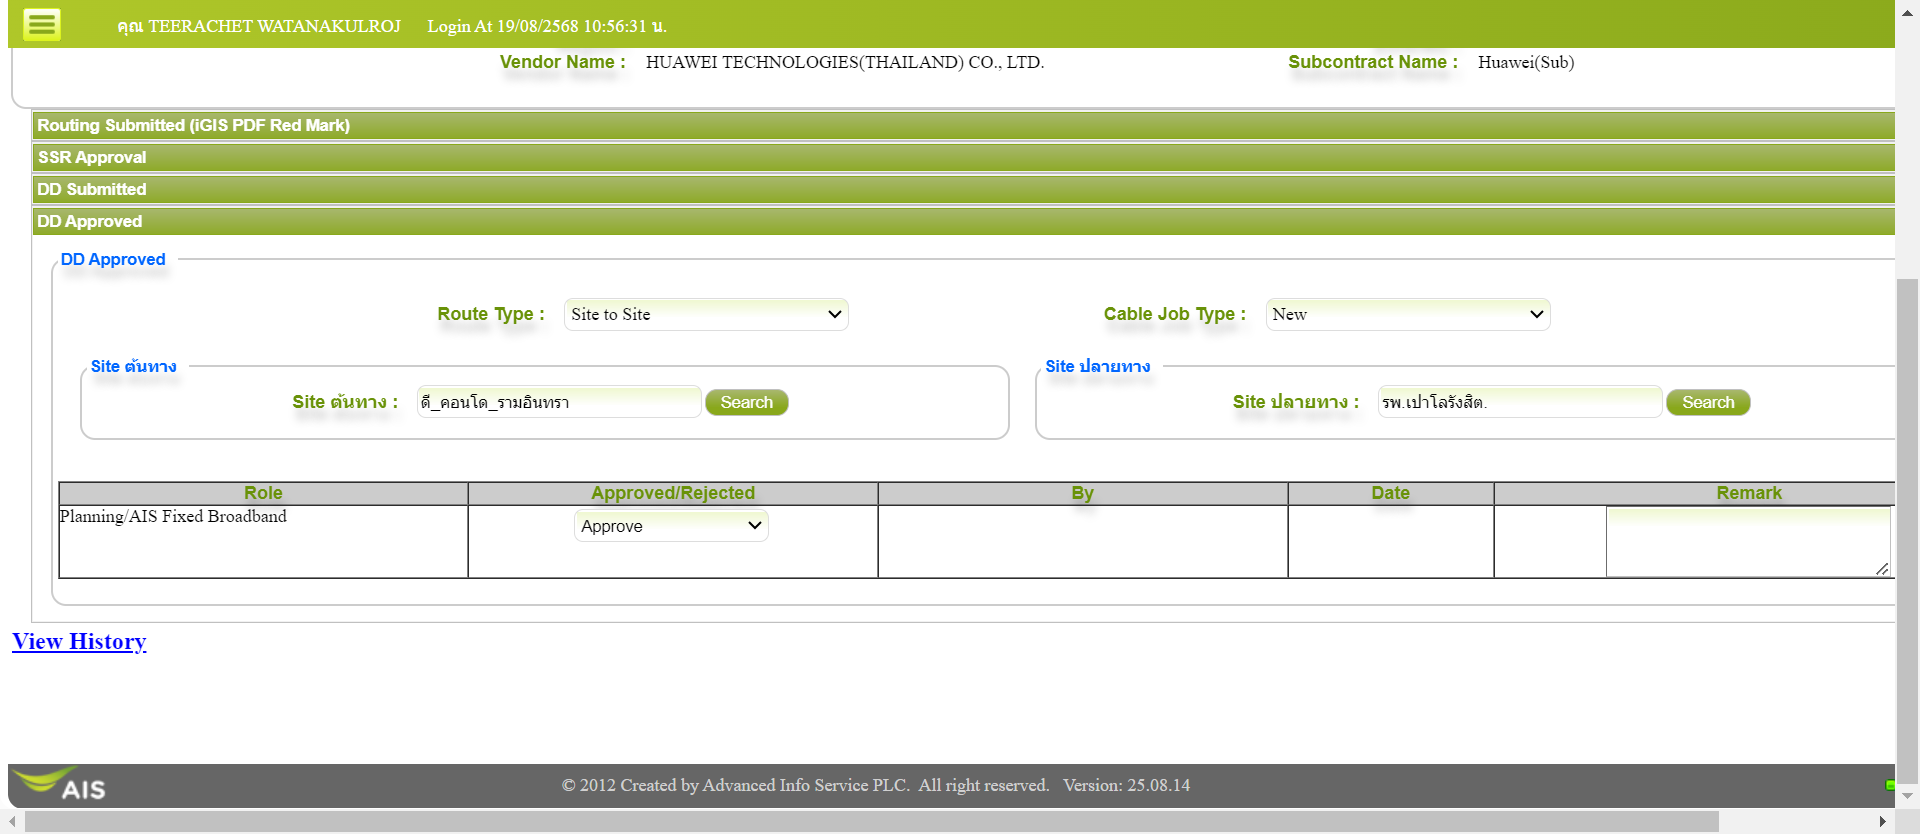 คุณ TEERACHET WATANAKULROJ Login At 19/08/2568 10:56:31 น.
Vendor Name : HUAWEI TECHNOLOGIES(THAILAND) CO., LTD. Subcontract Name : Huawei(Sub)
Routing Submitted (iGIS PDF Red Mark)
SSR Approval
DD Submitted
DD Approved
DD Approved
Route Type : Site to Site Cable Job Type : New
Site ต้นทาง Site ปลายทาง
Site ต้นทาง : ดี_คอนโด_รามอินทรา Search Site ปลายทาง : รพ.เปาโลรังสิต. Search
Role Approved/Rejected By Date Remark
Planning/AIS Fixed Broadband Approve
View History
AIS © 2012 Created by Advanced Info Service PLC. All right reserved. Version: 25.08.14